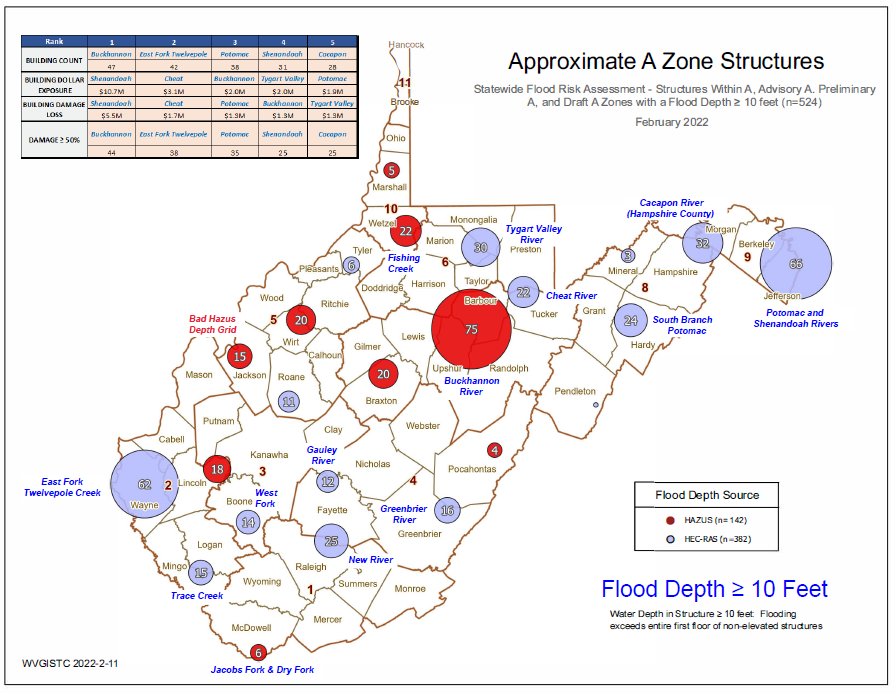 Rank 1 2 3 4 5
BUILDING COUNT Buckhannon East Fork Twelvepole Potomac Shenandoah Cacapon
47 42 38 31 28
BUILDING DOLLAR EXPOSURE Shenandoah Cheat Buckhannon Tygart Valley Potomac
$10.7M $3.1M $2.0M $2.0M $1.9M
BUILDING DAMAGE LOSS Shenandoah Cheat Potomac Buckhannon Tygart Valley
$5.5M $1.7M $1.3M $1.3M $1.3M
DAMAGE ≥ 50% Buckhannon East Fork Twelvepole Potomac Shenandoah Cacapon
44 38 35 25 25
Approximate A Zone Structures
Statewide Flood Risk Assessment - Structures Within A, Advisory A. Preliminary
A, and Draft A Zones with a Flood Depth ≥ 10 feet (n=524)
February 2022
Hancock
11
Brooke
Ohio
5
Marshall
10
Wetzel
22
Monongalia
Marion
30
Tygart Valley
River
Preston
Cacapon River
(Hampshire County)
Morgan
32
Berkeley
9
66
Jefferson
Potomac and
Shenandoah Rivers
Tyler
6
Pleasants
Fishing
Creek
6
3
Mineral
Hampshire
8
Doddridge
Harrison
Taylor
Barbour
22
Cheat River
Wood
Ritchie
Bad Hazus
Depth Grid
5
20
Wirt
75
Tucker
Grant
24
South Branch
Potomac
Hardy
15
Calhoun
Gilmer
Lewis
Mason
Jackson
Roane
20
Upshur
Randolph
Buckhannon
River
11
Braxton
Pendleton
Putnam
Clay
Webster
Cabell
Kanawha
Gauley
River
Nicholas
4
Pocahontas
East Fork
Twelvepole Creek
62
2
Lincoln
18
3
12
4
Wayne
Boone
West
Fork
14
Fayette
Greenbrier
River
16
Greenbrier
Logan
25
New River
Mingo
15
Raleigh
Trace Creek
Wyoming
1
Summers
Monroe
McDowell
Mercer
6
Jacobs Fork & Dry Fork
Flood Depth Source
HAZUS (n= 142)
HEC-RAS (n=382)
Flood Depth ≥ 10 Feet
Water Depth in Structure ≥ 10 feet: Flooding
exceeds entire first floor of non-elevated structures
WVGISTC 2022-2-11